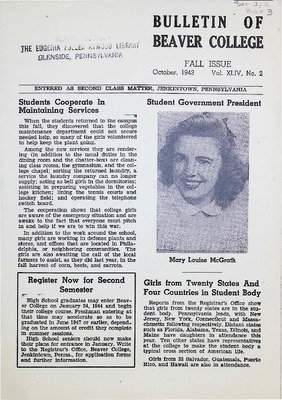 BULLETIN OF
BEAVER COLLEGE
THE EUGENIA FULLER ATWOOD LIBRARY
GLENSIDE, PENNSYLVANIA
FALL ISSUE
October, 1943 Vol. XLIV, No. 2
ENTERED AS SECOND CLASS MATTER, JENKINTOWN, PENNSYLVANIA
Students Cooperate In
Maintaining Services
When the students returned to the campus
this fall, they discovered that the college
maintenance department could not secure
needed help, so many of the girls volunteered
to help keep the plant going.
Among the new services they are render-
ing (in addition to the usual duties in the
dining room and the chatter-box) are clean-
ing class rooms, the gymnasium, and the col-
lege chapel; sorting the returned laundry, a
service the laundry company can no longer
supply; acting as bell girls in the dormitories;
assisting in preparing vegetables in the col-
lege kitchen; lining the tennis courts and
hockey field; and operating the telephone
switch board.
The cooperation shows that college girls
are aware of the emergency situation and are
awake to the fact that everyone must pitch
in and help if we are to win this war.
In addition to the work around the school,
many girls are working in defense plants and
stores, and offices that are located in Phila-
delphia, or neighboring communities. The
girls are also awaiting the call of the local
farmers to assist, as they did last year, in the
fall harvest of corn, beets, and carrots.
Student Government President
Mary Louise McGrath
Register Now for Second
Semester
High School graduates may enter Beav-
er College on January 24, 1944 and begin
their college course. Freshmen entering at
that time may accelerate so as to be
graduated in June 1947 or earlier, depend-
ing on the amount of credit they complete
in summer sessions.
High School seniors should now make
their plans for entrance in January. Write
to the Registrar's Office, Beaver College,
Jenkintown, Penna., for application forms
and further information.
Girls from Twenty States And
Four Countries in Student Body
Reports from the Registrar's Office show
that girls from twenty states are in the stu-
dent body. Pennsylvania leads, with New
Jersey, New York, Connecticut and Massa-
chusetts following respectively. Distant states
such as Florida, Alabama, Texas, Illinois, and
Maine have daughters in attendance this
year. Ten other states have representatives
at the college to make the student body a
typical cross section of American life.
Girls from El Salvador, Guatemala, Puerto
Rico, and Hawaii are also in attendance.